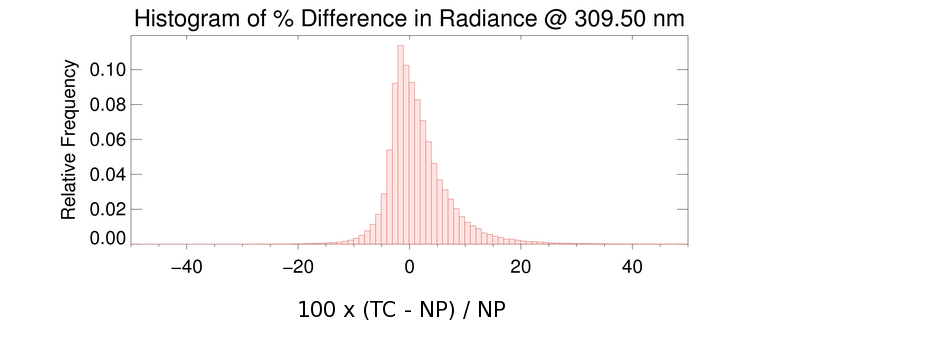 Histogram of % Difference in Radiance @ 309.50 nm
Relative Frequency
0.10
0.08
0.06
0.04
0.02
0.00
−40 −20 0 20 40
100 x (TC - NP) / NP